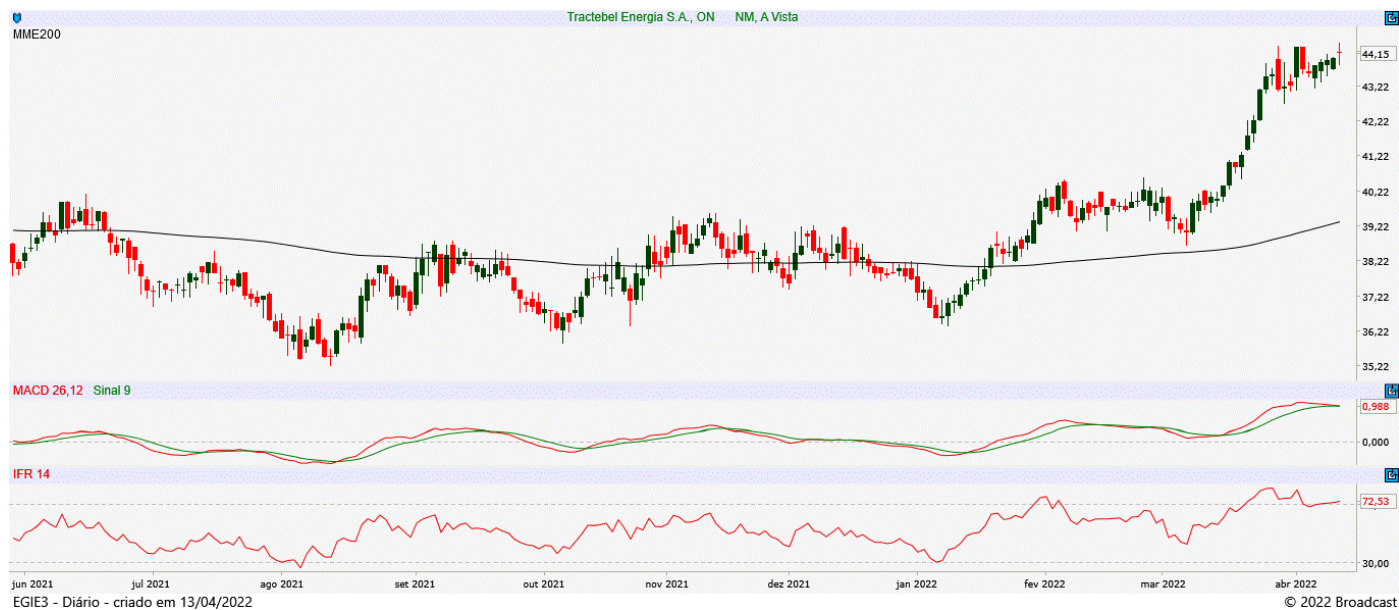 Tractebel Energia S.A., ON NM, A Vista
MME200
44,15
43,22
42,22
41,22
40,22
39,22
38,22
37,22
36,22
35,22
MACD 26,12 Sinal 9
0,988
0,000
IFR 14
72,53
30,00
jun 2021 jul 2021 ago 2021 set 2021 out 2021 nov 2021 dez 2021 jan 2022 fev 2022 mar 2022 abr 2022
EGIE3 - Diário - criado em 13/04/2022 © 2022 Broadcast